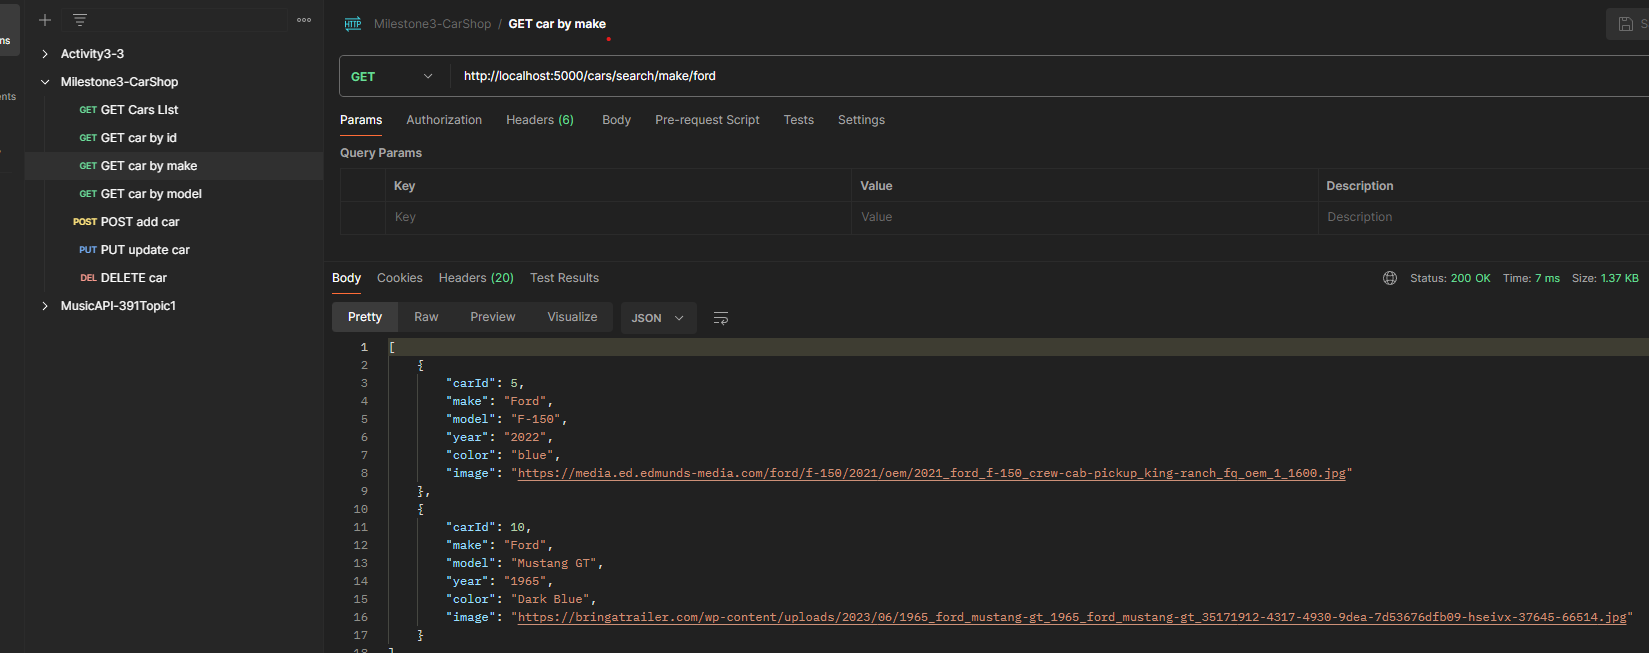 ns
ents
Activity3-3
Milestone3-CarShop
GET GET Cars LIst
GET GET car by id
GET GET car by make
GET GET car by model
POST POST add car
PUT PUT update car
DEL DELETE car
MusicAPI-391Topic1
HTTP Milestone3-CarShop / GET car by make
S
GET http://localhost:5000/cars/search/make/ford
Params Authorization Headers (6) Body Pre-request Script Tests Settings
Query Params
Key Value Description
Key Value Description
Body Cookies Headers (20) Test Results Status: 200 OK Time: 7 ms Size: 1.37 KB
Pretty Raw Preview Visualize JSON
1 [
2 {
3 "carId": 5,
4 "make": "Ford",
5 "model": "F-150",
6 "year": "2022",
7 "color": "blue",
8 "image": "https://media.ed.edmunds-media.com/ford/f-150/2021/oem/2021_ford_f-150_crew-cab-pickup_king-ranch_fq_oem_1_1600.jpg"
9 },
10 {
11 "carId": 10,
12 "make": "Ford",
13 "model": "Mustang GT",
14 "year": "1965",
15 "color": "Dark Blue",
16 "image": "https://bringatrailer.com/wp-content/uploads/2023/06/1965_ford_mustang-gt_1965_ford_mustang-gt_35171912-4317-4930-9dea-7d53676dfb09-hseivx-37645-66514.jpg"
17 }
18 ]